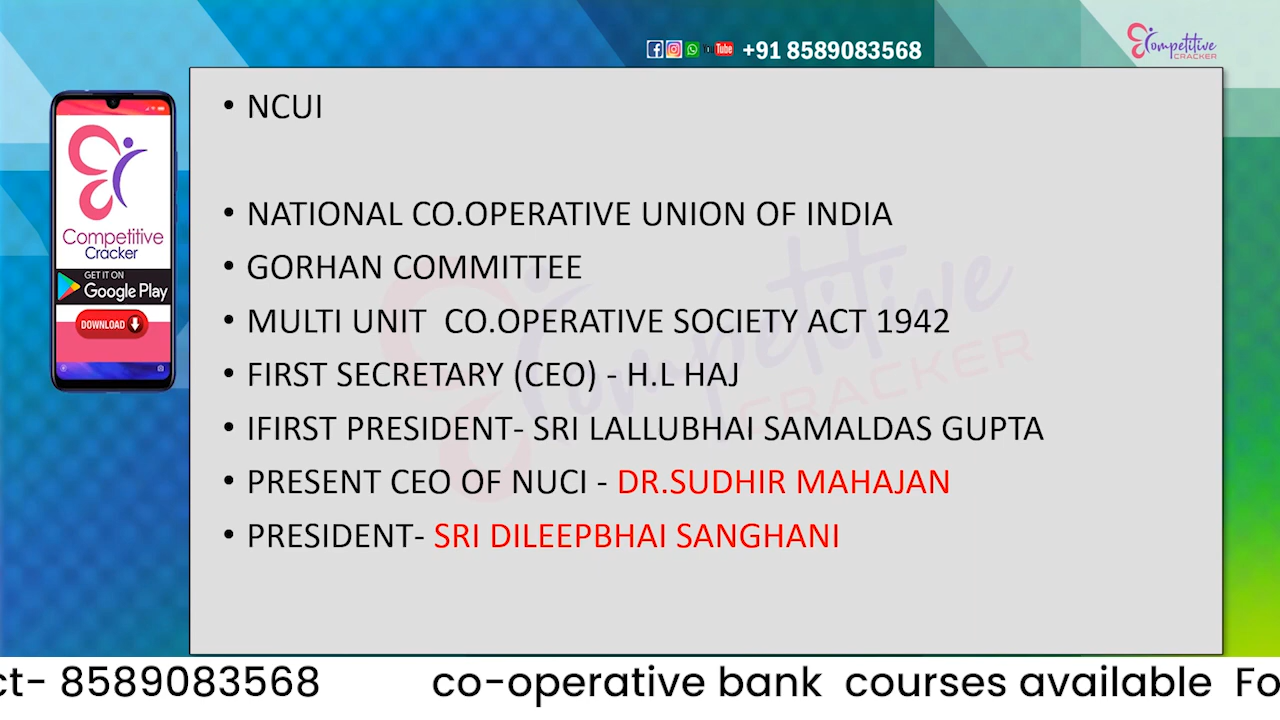 Tube +91 8589083568
Competitive
CRACKER
• NCUI
• NATIONAL CO.OPERATIVE UNION OF INDIA
• GORHAN COMMITTEE
• MULTI UNIT CO.OPERATIVE SOCIETY ACT 1942
• FIRST SECRETARY (CEO) - H.L HAJ
• IFIRST PRESIDENT- SRI LALLUBHAI SAMALDAS GUPTA
• PRESENT CEO OF NUCI - DR.SUDHIR MAHAJAN
• PRESIDENT- SRI DILEEPBHAI SANGHANI
Competitive
CRACKER
Competitive
Cracker
GET IT ON
Google Play
DOWNLOAD
ct- 8589083568 co-operative bank courses available Fo